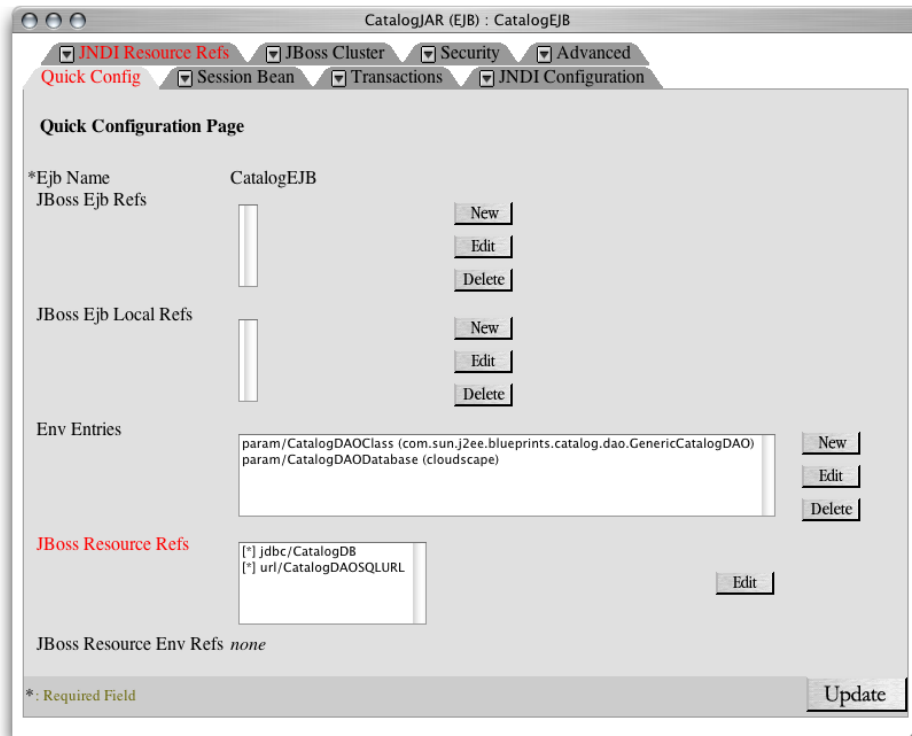 CatalogJAR (EJB) : CatalogEJB
JNDI Resource Refs JBoss Cluster Security Advanced
Quick Config Session Bean Transactions JNDI Configuration
Quick Configuration Page
*Ejb Name CatalogEJB
JBoss Ejb Refs
New
Edit
Delete
JBoss Ejb Local Refs
New
Edit
Delete
Env Entries
param/CatalogDAOClass (com.sun.j2ee.blueprints.catalog.dao.GenericCatalogDAO)
param/CatalogDAODatabase (cloudscape)
New
Edit
Delete
JBoss Resource Refs
[*] jdbc/CatalogDB
[*] url/CatalogDAOSQLURL
Edit
JBoss Resource Env Refs none
*: Required Field
Update